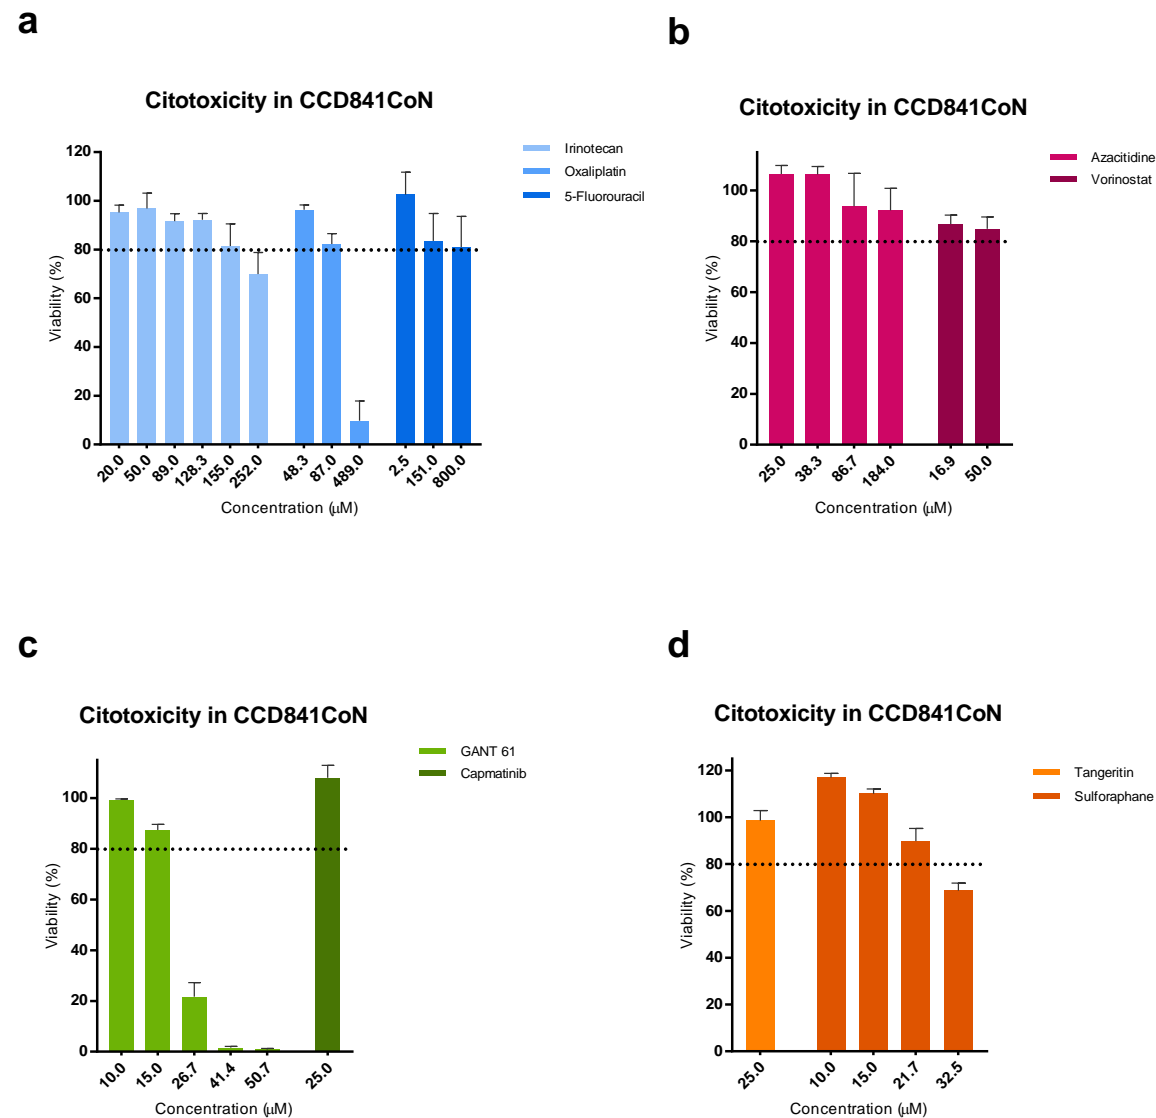 a
Citotoxicity in CCD841CoN
Irinotecan
Oxaliplatin
5-Fluorouracil
Viability (%)
120
100
80
60
40
20
0
20.0 50.0 89.0 128.3 155.0 252.0 48.3 87.0 489.0 2.5 151.0 800.0
Concentration (μM)
b
Citotoxicity in CCD841CoN
Azacitidine
Vorinostat
Viability (%)
100
80
60
40
20
0
25.0 38.3 86.7 184.0 16.9 50.0
Concentration (μM)
c
Citotoxicity in CCD841CoN
GANT 61
Capmatinib
Viability (%)
100
80
60
40
20
0
10.0 15.0 26.7 41.4 50.7 25.0
Concentration (μM)
d
Citotoxicity in CCD841CoN
Tangeritin
Sulforaphane
Viability (%)
120
100
80
60
40
20
0
25.0 10.0 15.0 21.7 32.5
Concentration (μM)